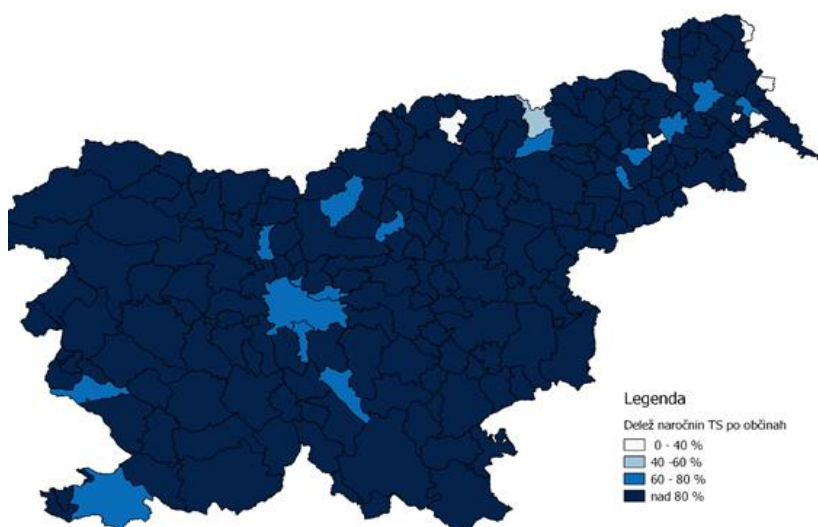 Legenda
Delež naročnin TS po občinah
0 - 40 %
40 -60 %
60 - 80 %
nad 80 %